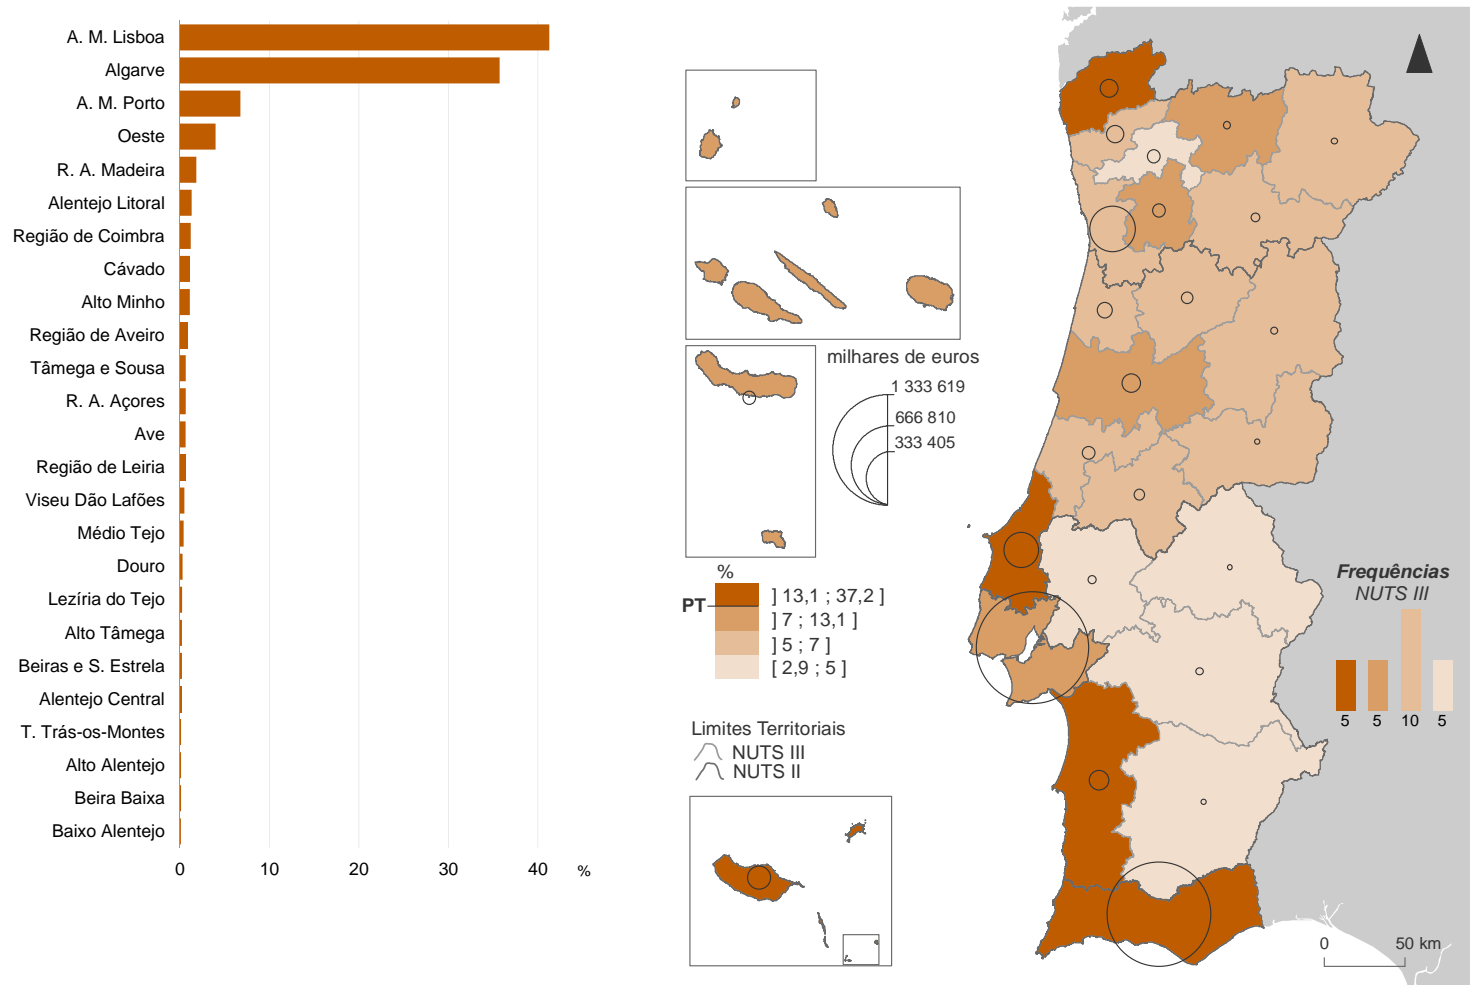 A. M. Lisboa
Algarve
A. M. Porto
Oeste
R. A. Madeira
Alentejo Litoral
Região de Coimbra
Cávado
Alto Minho
Região de Aveiro
Tâmega e Sousa
R. A. Açores
Ave
Região de Leiria
Viseu Dão Lafões
Médio Tejo
Douro
Lezíria do Tejo
Alto Tâmega
Beiras e S. Estrela
Alentejo Central
T. Trás-os-Montes
Alto Alentejo
Beira Baixa
Baixo Alentejo
0 10 20 30 40 %
milhares de euros
1 333 619
666 810
333 405
%
PT
] 13,1 ; 37,2 ]
] 7 ; 13,1 ]
] 5 ; 7 ]
[ 2,9 ; 5 ]
Limites Territoriais
NUTS III
NUTS II
Frequências
NUTS III
5 5 10 5
0 50 km